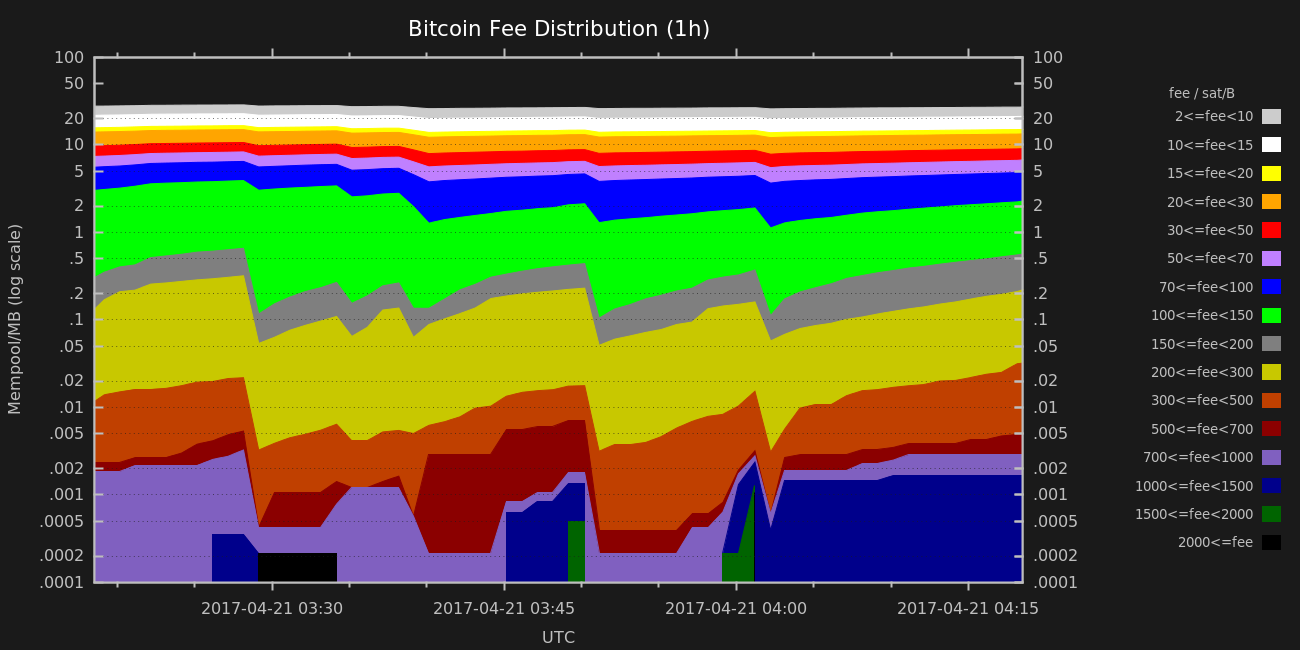 Bitcoin Fee Distribution (1h)
100 100
50 50
20 20
10 10
5 5
2 2
1 1
.5 .5
.2 .2
.1 .1
.05 .05
.02 .02
.01 .01
.005 .005
.002 .002
.001 .001
.0005 .0005
.0002 .0002
.0001 .0001
Mempool/MB (log scale)
2017-04-21 03:30 2017-04-21 03:45 2017-04-21 04:00 2017-04-21 04:15
UTC
fee / sat/B
2<=fee<10
10<=fee<15
15<=fee<20
20<=fee<30
30<=fee<50
50<=fee<70
70<=fee<100
100<=fee<150
150<=fee<200
200<=fee<300
300<=fee<500
500<=fee<700
700<=fee<1000
1000<=fee<1500
1500<=fee<2000
2000<=fee